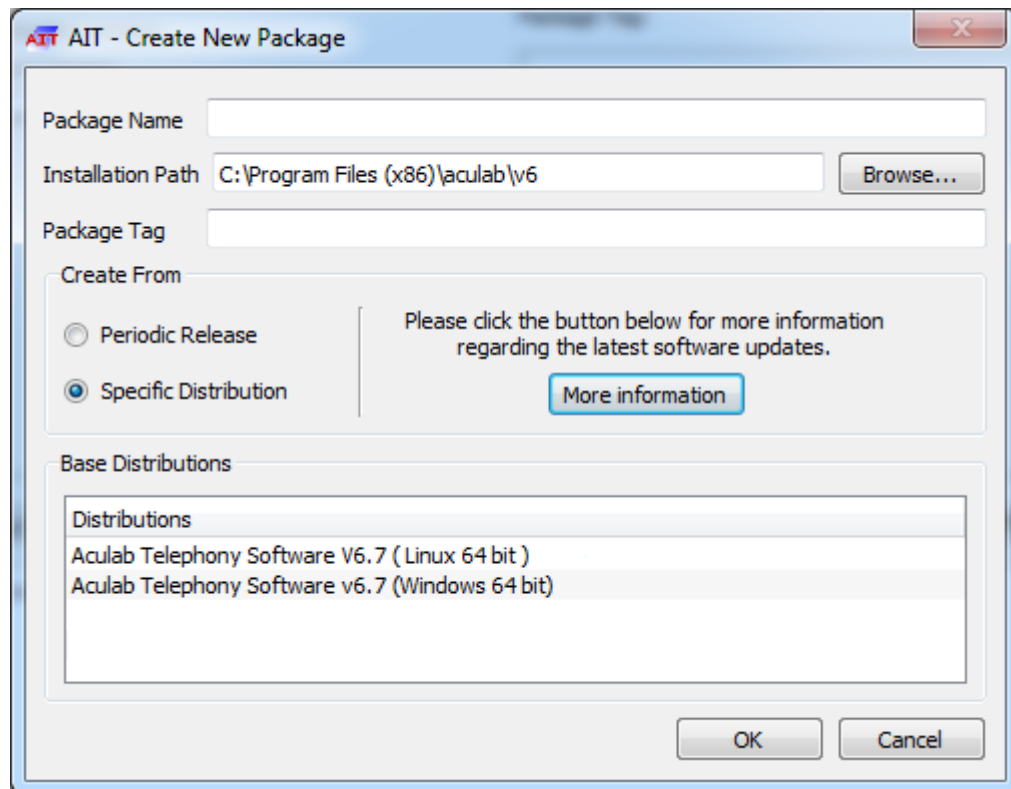 AIT AIT - Create New Package
Package Tag
Package Name
Installation Path C:\Program Files (x86)\aculab\v6 Browse...
Package Tag
Create From
Periodic Release
Specific Distribution
Please click the button below for more information
regarding the latest software updates.
More information
Base Distributions
Distributions
Aculab Telephony Software V6.7 ( Linux 64 bit )
Aculab Telephony Software v6.7 (Windows 64 bit)
OK Cancel